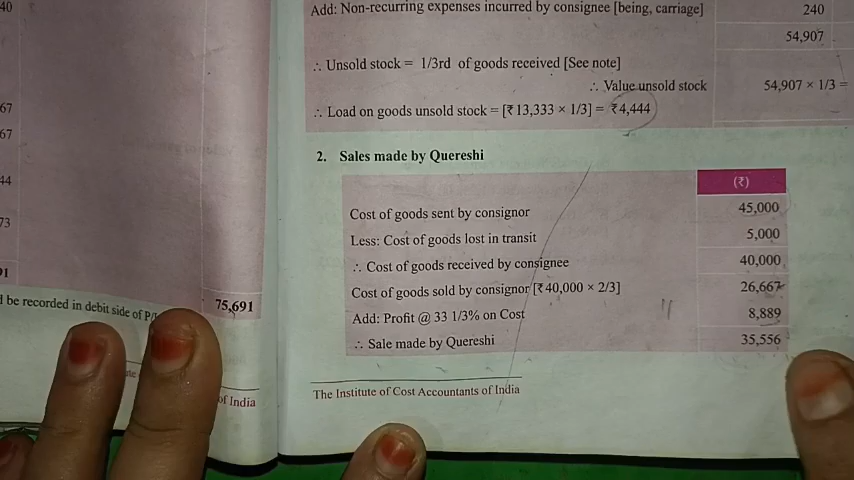 40
67
67
44
73
91
75,691
be recorded in debit side of P/
of India
Add: Non-recurring expenses incurred by consignee [being, carriage] 240
54,907
∴ Unsold stock = 1/3rd of goods received [See note]
∴ Value unsold stock 54,907 × 1/3 =
∴ Load on goods unsold stock = [₹ 13,333 × 1/3] = ₹ 4,444
2. Sales made by Quereshi
(₹)
Cost of goods sent by consignor 45,000
Less: Cost of goods lost in transit 5,000
∴ Cost of goods received by consignee 40,000
Cost of goods sold by consignor [₹ 40,000 × 2/3] 26,667
Add: Profit @ 33 1/3% on Cost 8,889
∴ Sale made by Quereshi 35,556
The Institute of Cost Accountants of India